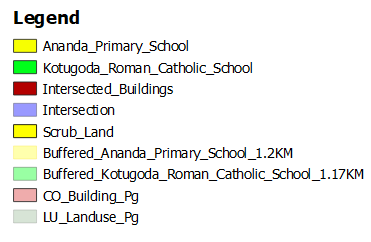 Legend
Ananda_Primary_School
Kotugoda_Roman_Catholic_School
Intersected_Buildings
Intersection
Scrub_Land
Buffered_Ananda_Primary_School_1.2KM
Buffered_Kotugoda_Roman_Catholic_School_1.17KM
CO_Building_Pg
LU_Landuse_Pg